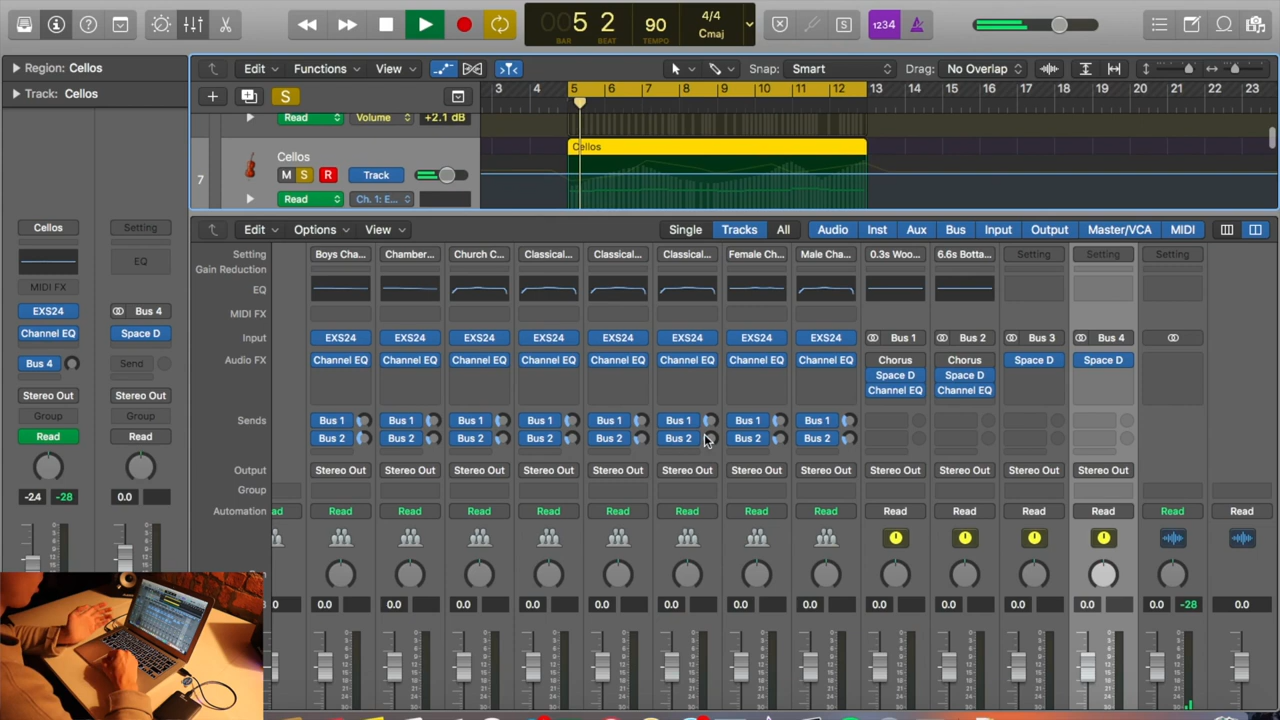 5 2 90 4/4 Cmaj
BAR BEAT TEMPO
S 1234
Region: Cellos
Track: Cellos
Edit Functions View Snap: Smart Drag: No Overlap
S 3 4 5 6 7 8 9 10 11 12 13 14 15 16 17 18 19 20 21 22 23
Read Volume +2.1 dB
Cellos
Cellos
M S R Track
7
Read Ch. 1: E...
Edit Options View Single Tracks All Audio Inst Aux Bus Input Output Master/VCA MIDI
Cellos Setting
EQ
MIDI FX
EXS24 Bus 4
Channel EQ Space D
Bus 4 Send
Stereo Out Stereo Out
Group Group
Read Read
-2.4 -28 0.0
Setting Boys Cha... Chamber... Church C... Classical... Classical... Classical... Female Ch... Male Cha... 0.3s Woo... 6.6s Botta... Setting Setting Setting
Gain Reduction
EQ
MIDI FX
Input EXS24 EXS24 EXS24 EXS24 EXS24 EXS24 EXS24 EXS24 Bus 1 Bus 2 Bus 3 Bus 4
Audio FX Channel EQ Channel EQ Channel EQ Channel EQ Channel EQ Channel EQ Channel EQ Channel EQ Chorus Chorus Space D Space D
Space D Space D
Channel EQ Channel EQ
Sends Bus 1 Bus 1 Bus 1 Bus 1 Bus 1 Bus 1 Bus 1 Bus 1
Bus 2 Bus 2 Bus 2 Bus 2 Bus 2 Bus 2 Bus 2 Bus 2
Output Stereo Out Stereo Out Stereo Out Stereo Out Stereo Out Stereo Out Stereo Out Stereo Out Stereo Out Stereo Out Stereo Out Stereo Out
Group
Automation ad Read Read Read Read Read Read Read Read Read Read Read Read Read Read
0 0.0 0.0 0.0 0.0 0.0 0.0 0.0 0.0 0.0 0.0 0.0 0.0 0.0 -28 0.0